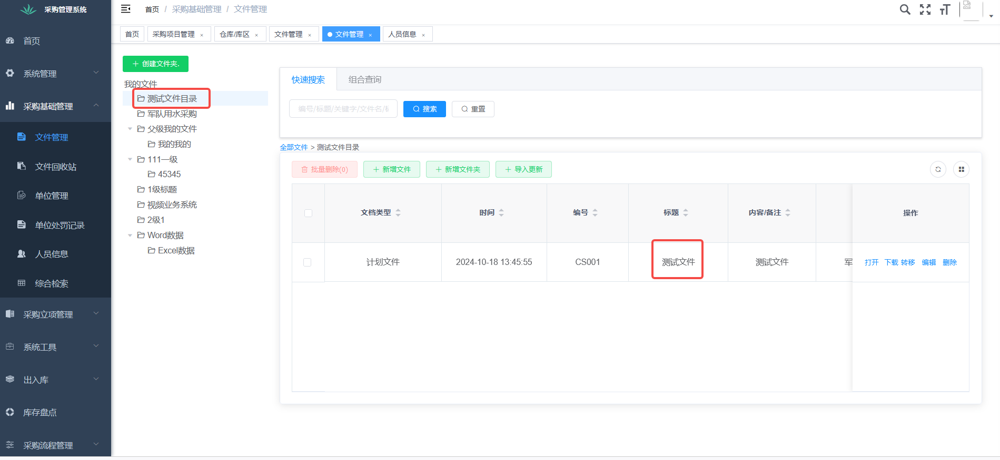 采购管理系统
首页 / 采购基础管理 / 文件管理
首页
采购项目管理 ×
仓库/库区 ×
文件管理 ×
文件管理 ×
人员信息 ×
首页
系统管理
采购基础管理
文件管理
文件回收站
单位管理
单位处罚记录
人员信息
综合检索
采购立项管理
系统工具
出入库
库存盘点
采购流程管理
+ 创建文件夹.
我的文件
测试文件目录
军队用水采购
父级我的文件
我的我的
111一级
45345
1级标题
视频业务系统
2级1
Word数据
Excel数据
快速搜索 组合查询
编号/标题/关键字/文件名/
搜索
重置
全部文件 > 测试文件目录
批量删除(0)
+ 新增文件
+ 新增文件夹
+ 导入更新
文档类型 时间 编号 标题 内容/备注 操作
计划文件 2024-10-18 13:45:55 CS001 测试文件 测试文件 军 打开 下载 转移 编辑 删除